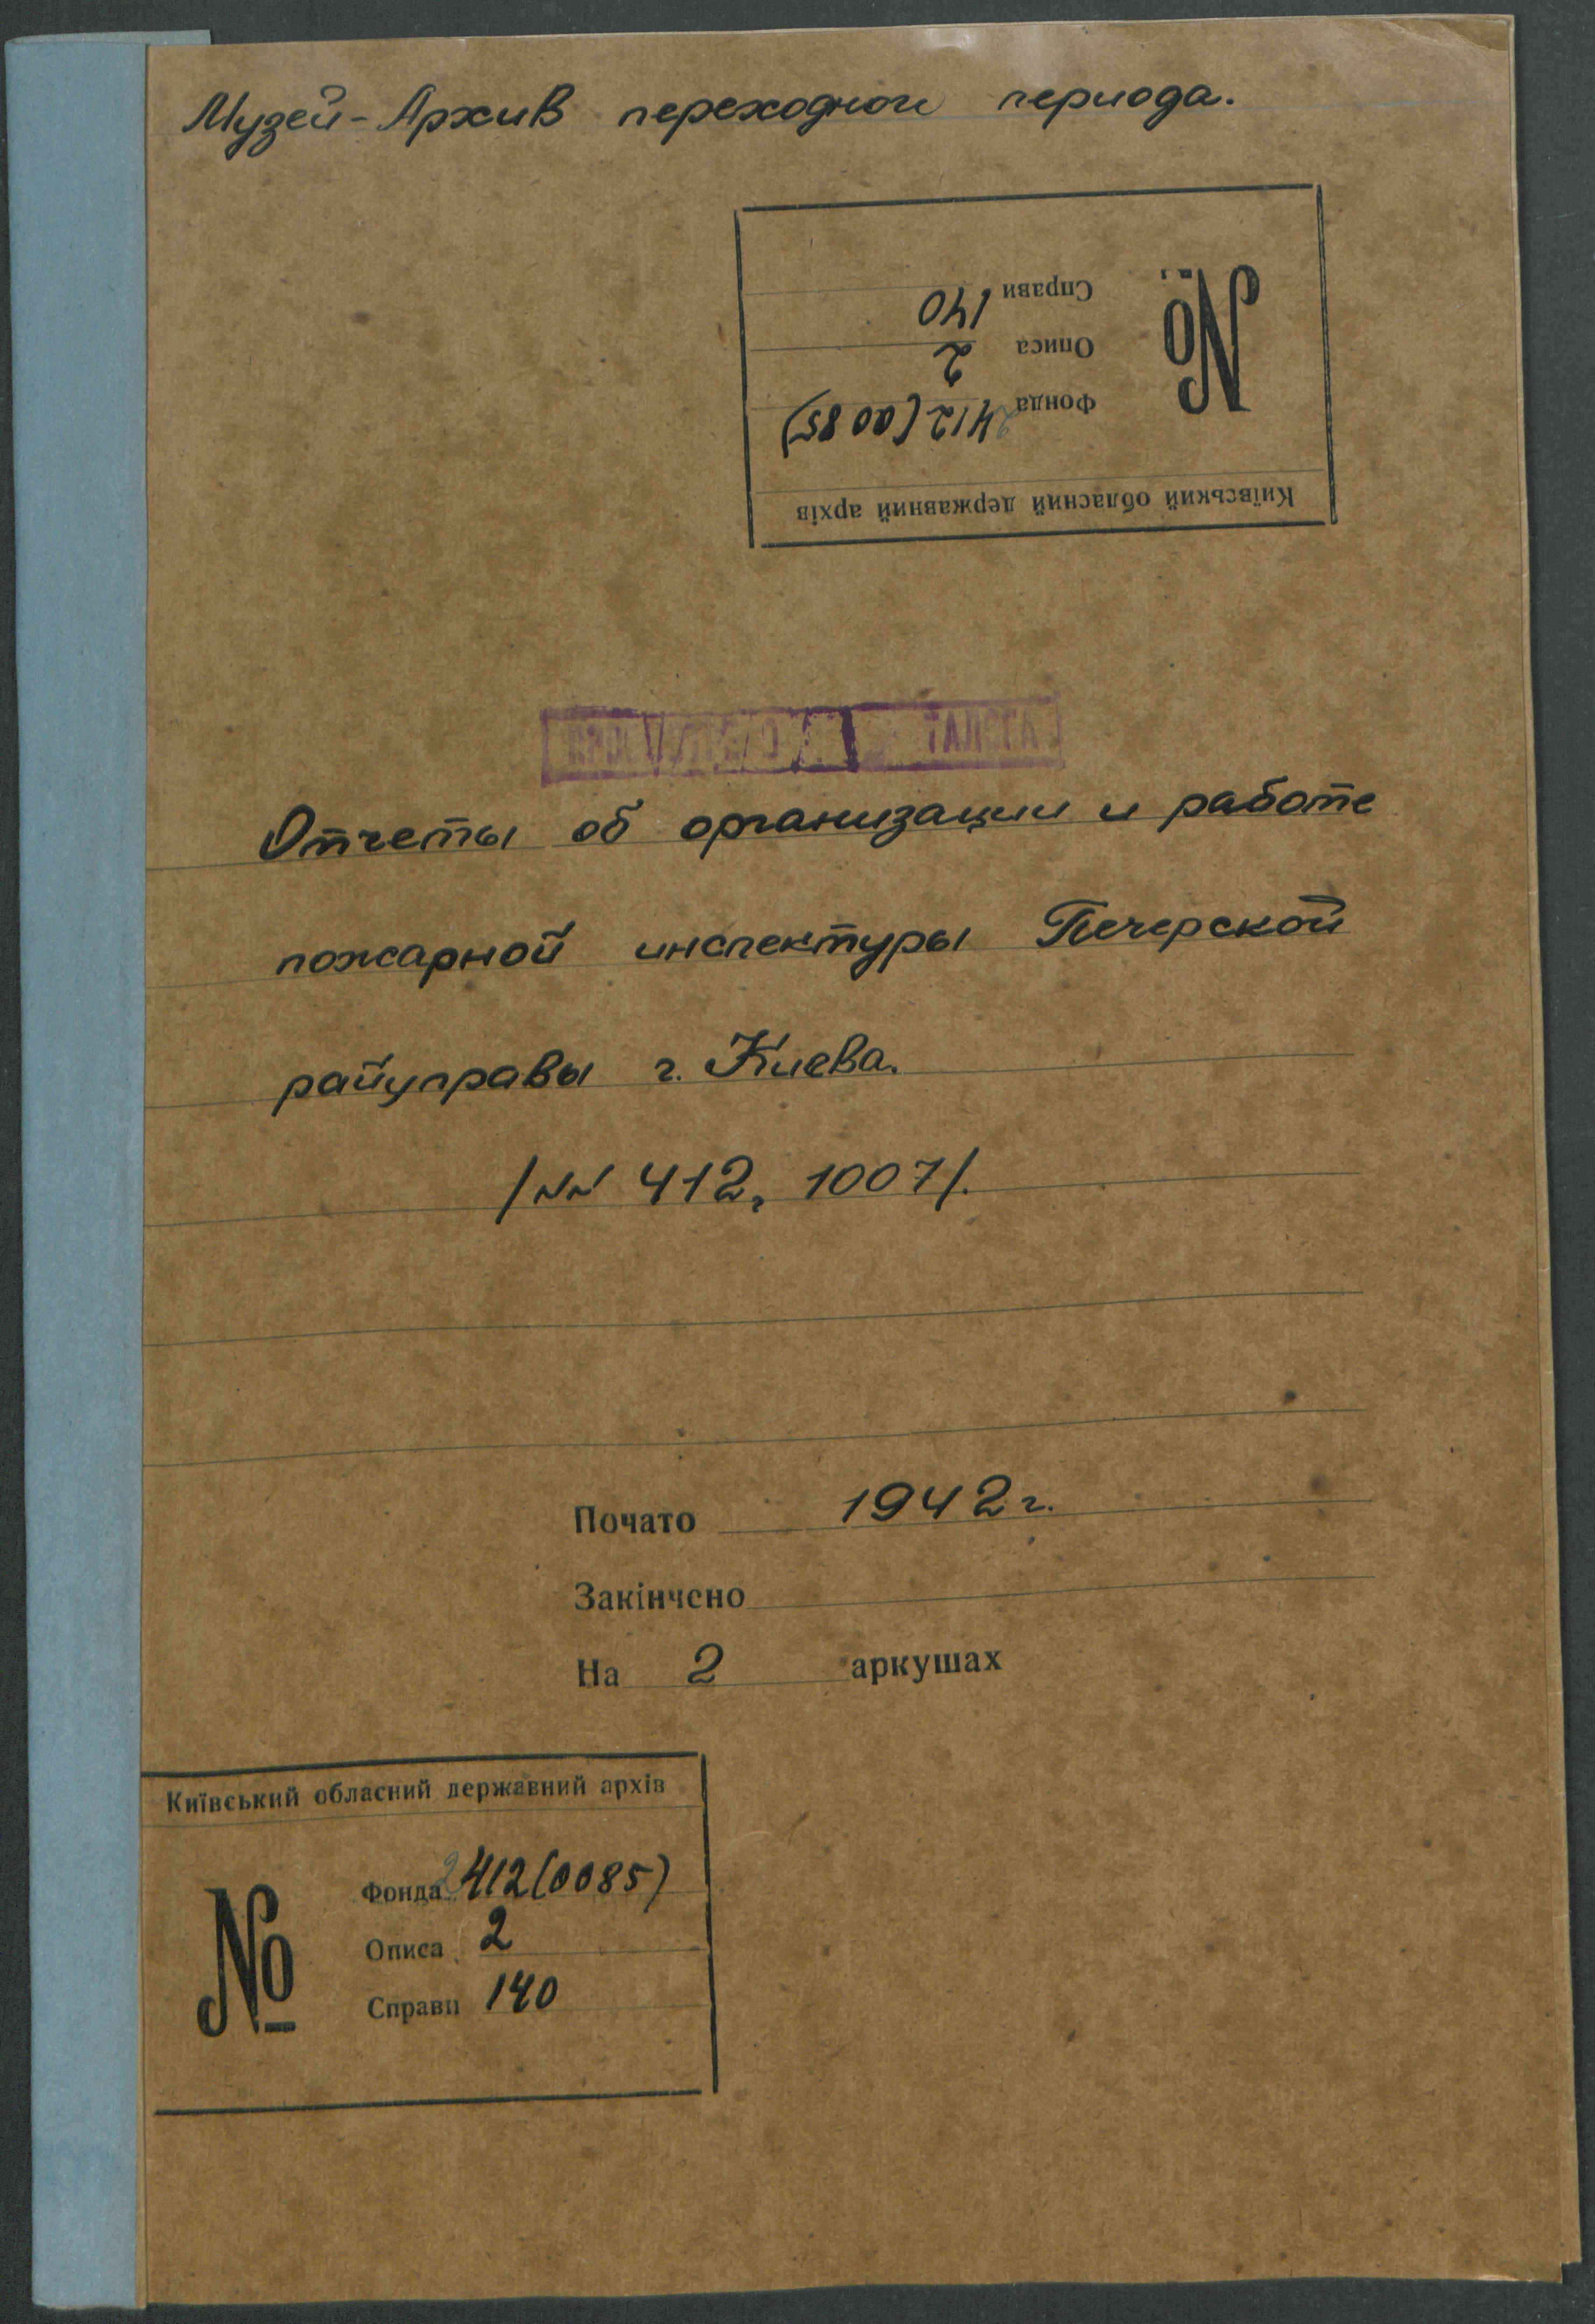 Музей-Архив переходного периода.
Київський обласний державний архів
№
Фонда 2412(0085)
Описа 2
Справи 140
Отчеты об организации и работе
пожарной инспектуры Печерской
райуправы г. Киева.
/NN 412, 1007/.
Почато 1942 г.
Закінчено
На 2 аркушах
Київський обласний державний архів
№
Фонда 2412(0085)
Описа 2
Справи 140